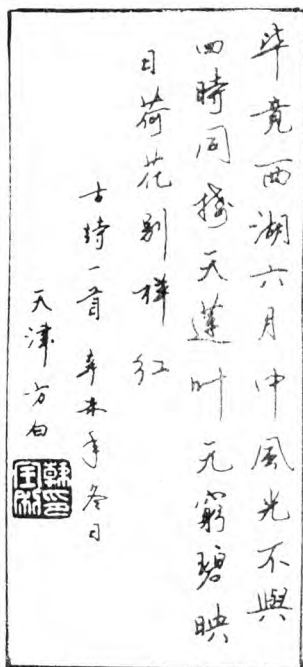 毕竟西湖六月中風光不與
四時同接天蓮叶无窮碧映
日荷花别樣红
古詩一首 辛未年冬日
天津方白